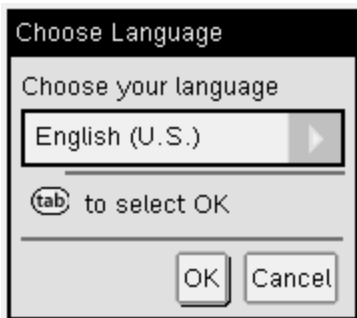 Choose Language
Choose your language
English (U.S.)
tab to select OK
OK Cancel